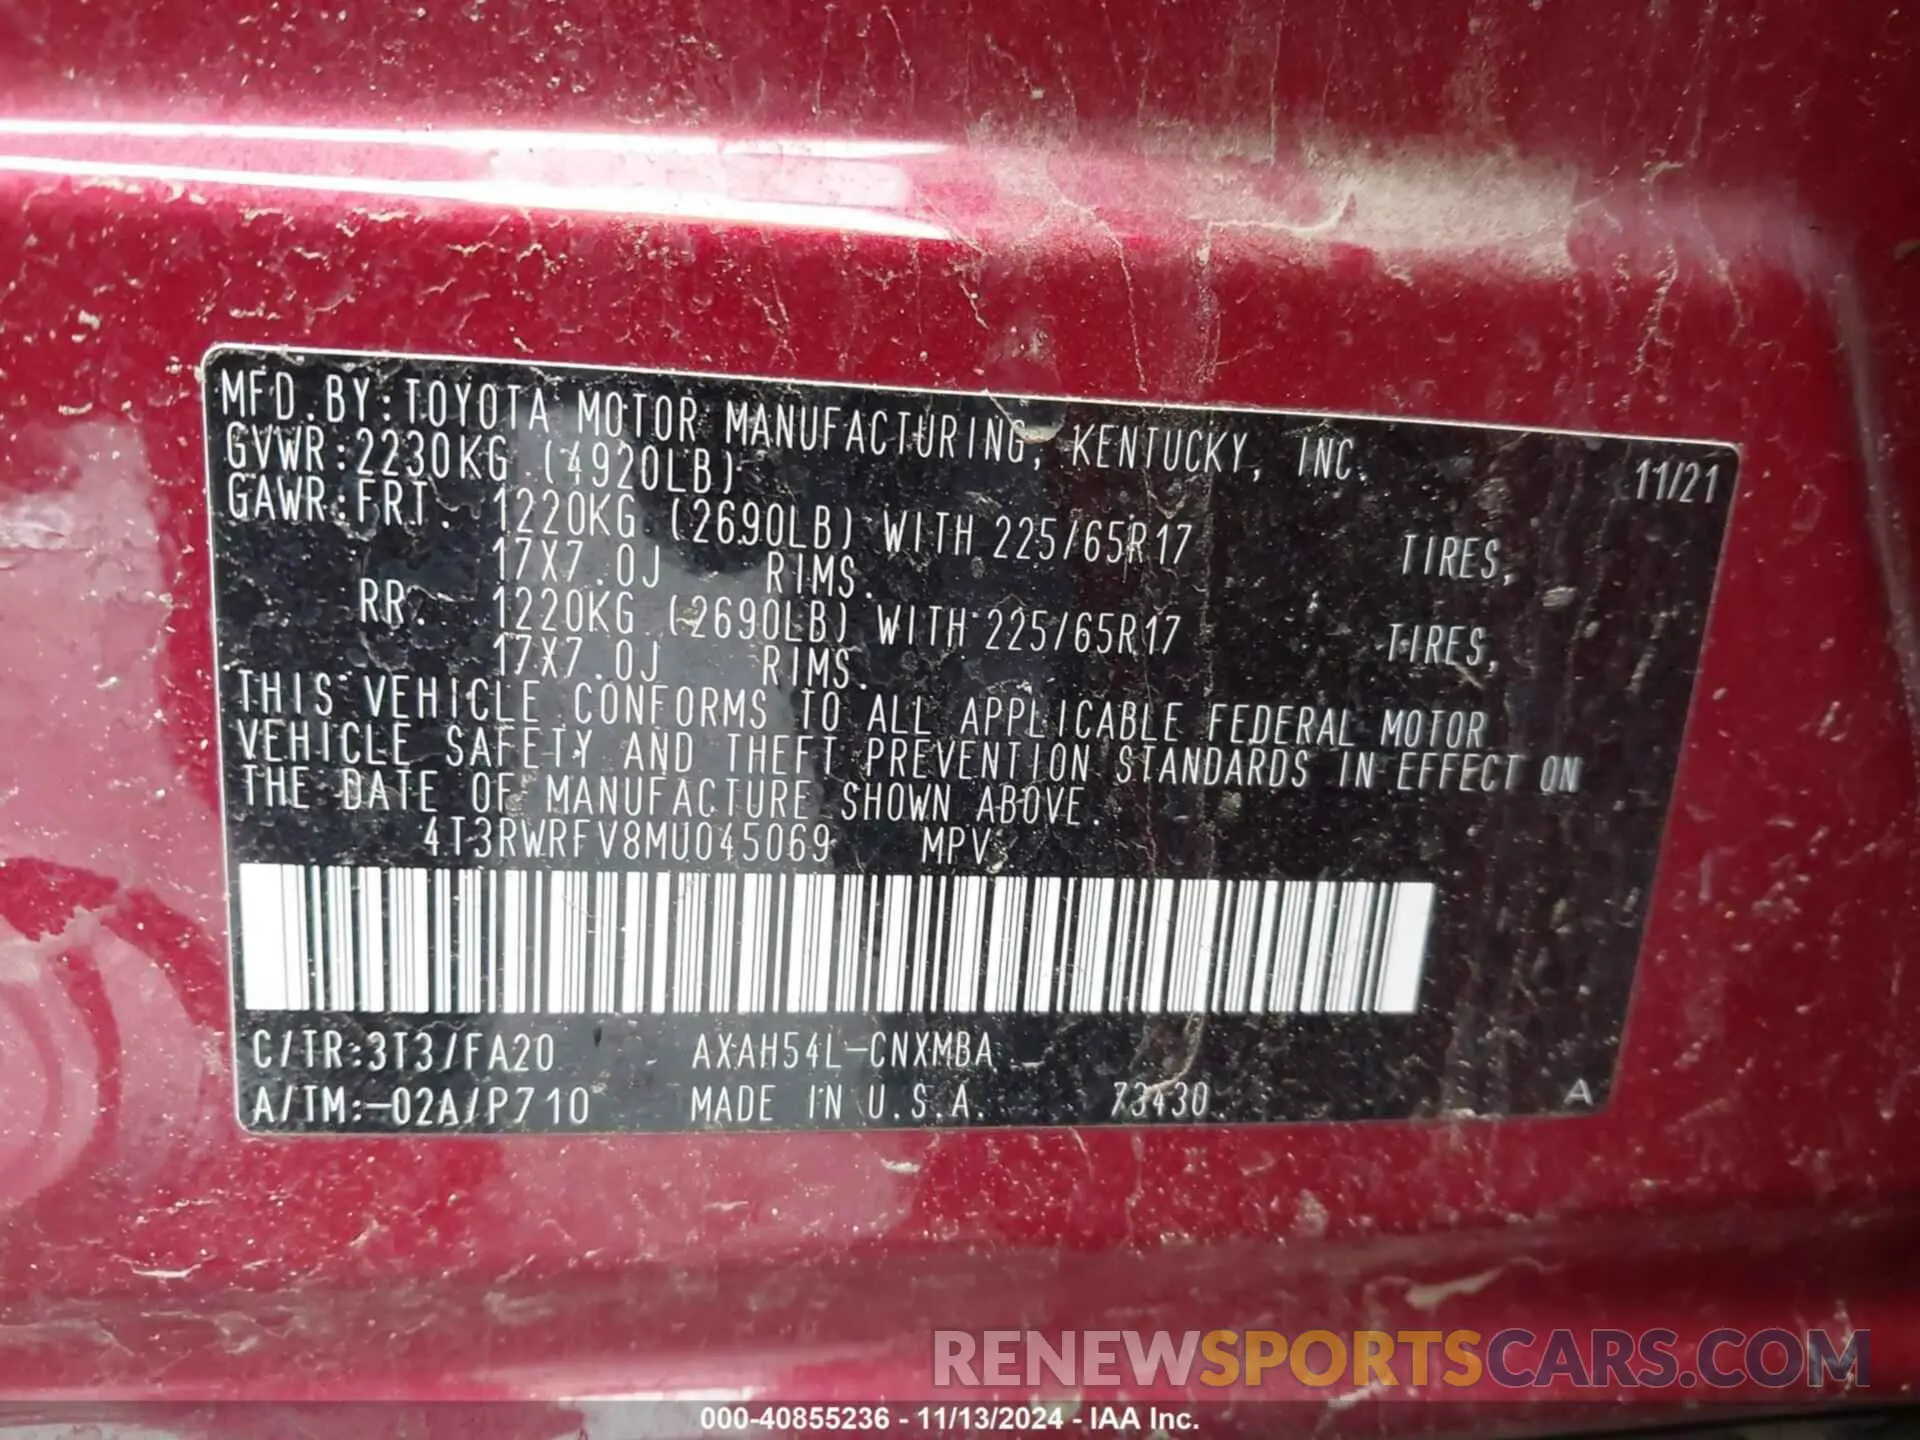 MFD.BY:TOYOTA MOTOR MANUFACTURING, KENTUCKY, INC. 11/21
GVWR:2230KG (4920LB)
GAWR:FRT. 1220KG (2690LB) WITH 225/65R17 TIRES,
17X7.0J RIMS.
RR. 1220KG (2690LB) WITH 225/65R17 TIRES,
17X7.0J RIMS.
THIS VEHICLE CONFORMS TO ALL APPLICABLE FEDERAL MOTOR
VEHICLE SAFETY AND THEFT PREVENTION STANDARDS IN EFFECT ON
THE DATE OF MANUFACTURE SHOWN ABOVE.
4T3RWRFV8MU045069 MPV
C/TR:3T3/FA20 AXAH54L-CNXMBA
A/TM:-02A/P710 MADE IN U.S.A. 73430 A
RENEWSPORTSCARS.COM
000-40855236 - 11/13/2024 - IAA Inc.